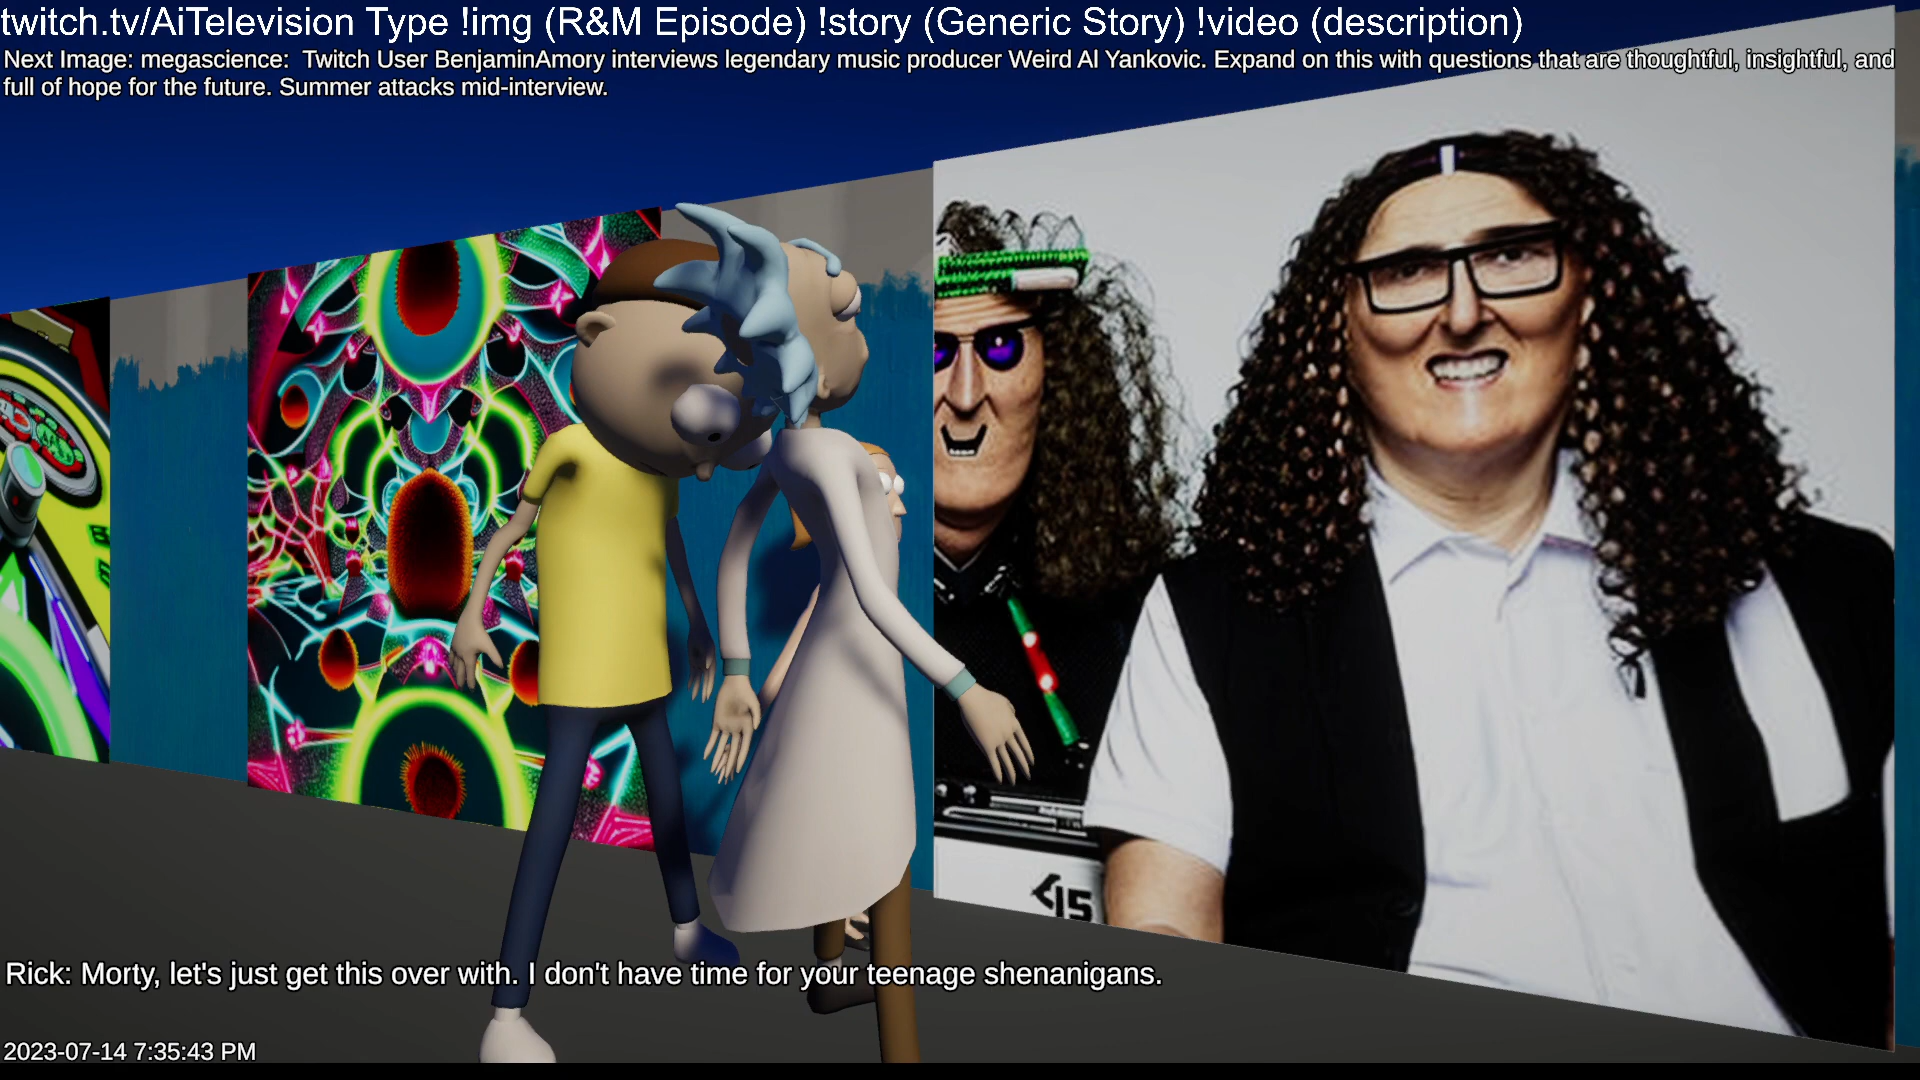 twitch.tv/AiTelevision Type !img (R&M Episode) !story (Generic Story) !video (description)
Next Image: megascience:  Twitch User BenjaminAmory interviews legendary music producer Weird Al Yankovic. Expand on this with questions that are thoughtful, insightful, and
full of hope for the future. Summer attacks mid-interview.
15
Rick: Morty, let's just get this over with. I don't have time for your teenage shenanigans.
2023-07-14 7:35:43 PM